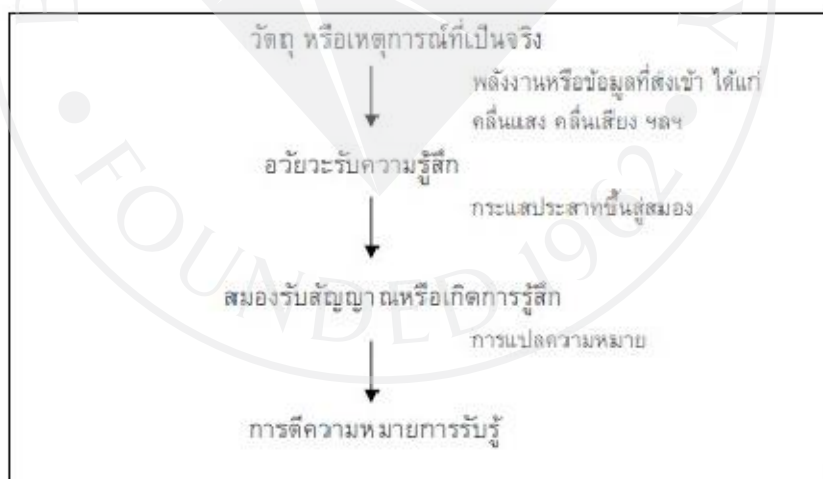 วัตถุ หรือเหตุการณ์ที่เป็นจริง
พลังงานหรือข้อมูลที่ส่งเข้า ได้แก่
คลื่นแสง คลื่นเสียง ฯลฯ
อวัยวะรับความรู้สึก
กระแสประสาทขึ้นสู่สมอง
สมองรับสัญญาณหรือเกิดการรู้สึก
การแปลความหมาย
การตีความหมายการรับรู้
FOUNDED 1962